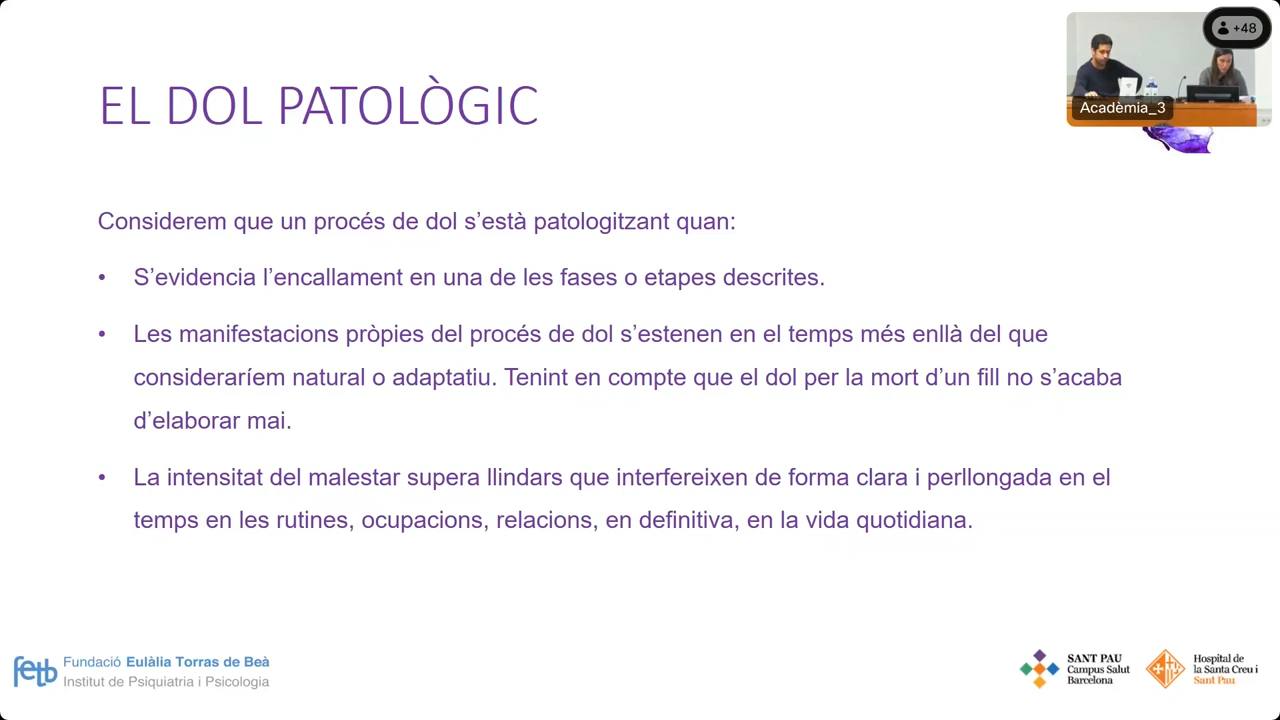 +48
Acadèmia_3
EL DOL PATOLÒGIC
Considerem que un procés de dol s’està patologitzant quan:
• S’evidencia l’encallament en una de les fases o etapes descrites.
• Les manifestacions pròpies del procés de dol s’estenen en el temps més enllà del que
consideraríem natural o adaptatiu. Tenint en compte que el dol per la mort d’un fill no s’acaba
d’elaborar mai.
• La intensitat del malestar supera llindars que interfereixen de forma clara i perllongada en el
temps en les rutines, ocupacions, relacions, en definitiva, en la vida quotidiana.
fetb
Fundació Eulàlia Torras de Beà
Institut de Psiquiatria i Psicologia
SANT PAU
Campus Salut
Barcelona
Hospital de
la Santa Creu i
Sant Pau